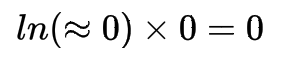 ln(≈ 0) × 0 = 0